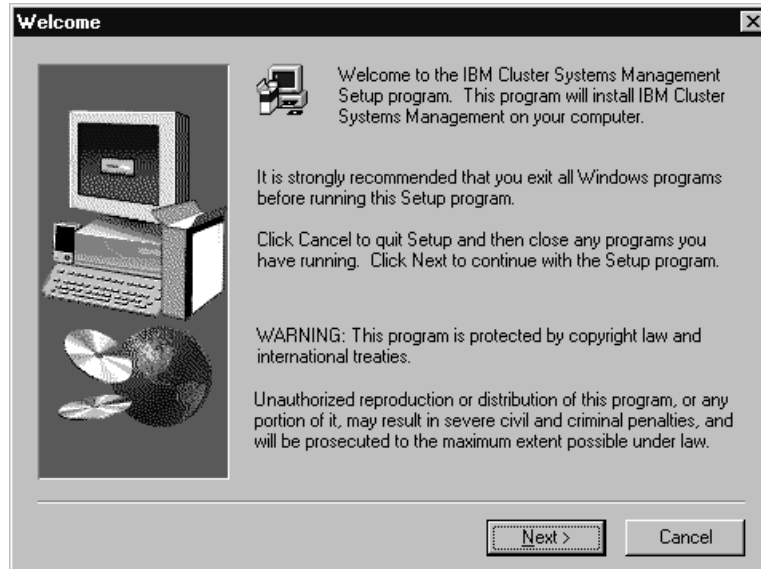 Welcome
Welcome to the IBM Cluster Systems Management
Setup program. This program will install IBM Cluster
Systems Management on your computer.
It is strongly recommended that you exit all Windows programs
before running this Setup program.
Click Cancel to quit Setup and then close any programs you
have running. Click Next to continue with the Setup program.
WARNING: This program is protected by copyright law and
international treaties.
Unauthorized reproduction or distribution of this program, or any
portion of it, may result in severe civil and criminal penalties, and
will be prosecuted to the maximum extent possible under law.
Next >
Cancel